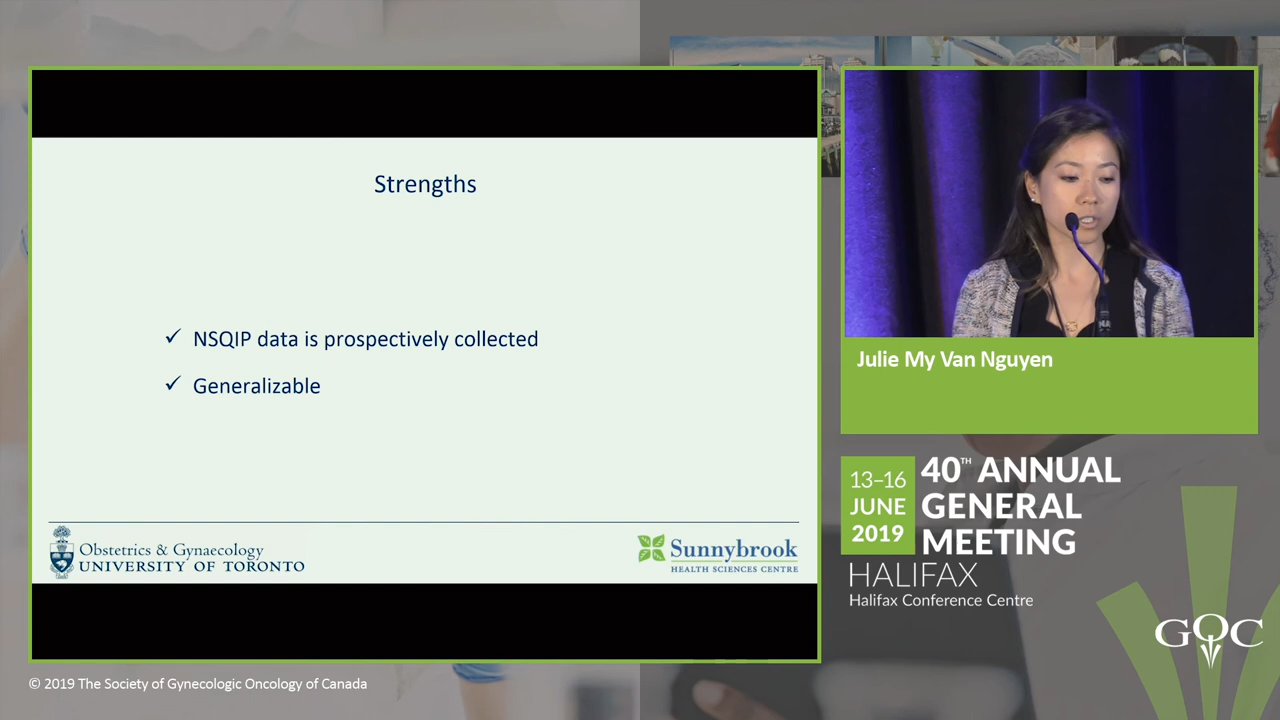 Strengths
✓ NSQIP data is prospectively collected
✓ Generalizable
Obstetrics & Gynaecology
UNIVERSITY OF TORONTO
Sunnybrook
HEALTH SCIENCES CENTRE
Julie My Van Nguyen
13–16
JUNE
2019
40TH ANNUAL
GENERAL
MEETING
HALIFAX
Halifax Conference Centre
GOC
© 2019 The Society of Gynecologic Oncology of Canada